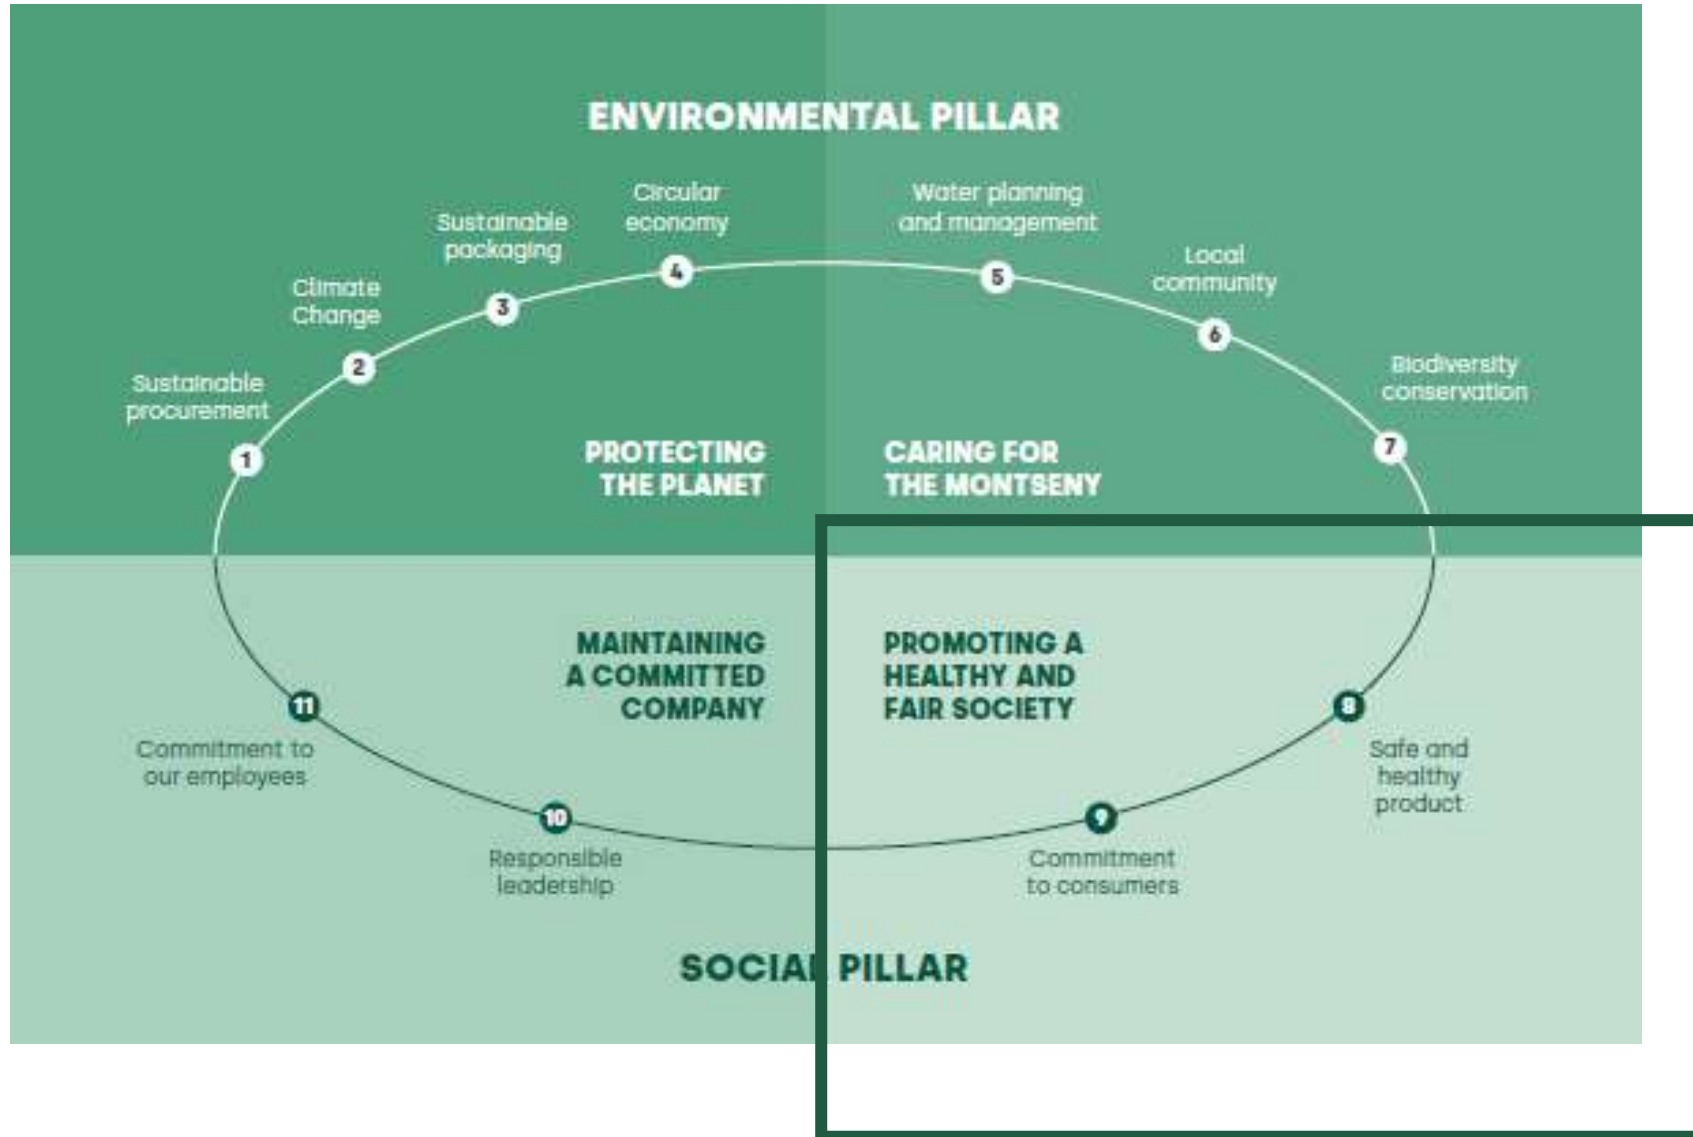 ENVIRONMENTAL PILLAR
Circular
economy
Water planning
and management
Sustainable
packaging
Local
community
Climate
Change
Biodiversity
conservation
Sustainable
procurement
4
5
3
6
2
7
1
PROTECTING
THE PLANET
CARING FOR
THE MONTSENY
MAINTAINING
A COMMITTED
COMPANY
PROMOTING A
HEALTHY AND
FAIR SOCIETY
11
8
Commitment to
our employees
Safe and
healthy
product
10
9
Responsible
leadership
Commitment
to consumers
SOCIAL PILLAR